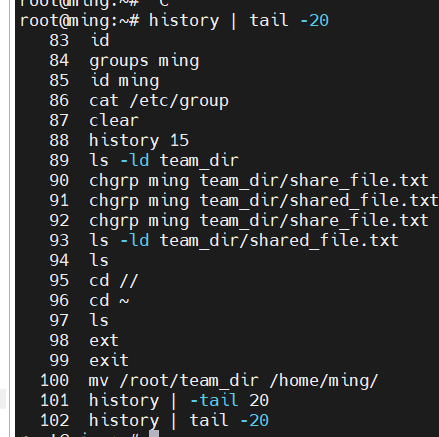 root@ming:~# ^C
root@ming:~# history | tail -20
83 id
84 groups ming
85 id ming
86 cat /etc/group
87 clear
88 history 15
89 ls -ld team_dir
90 chgrp ming team_dir/share_file.txt
91 chgrp ming team_dir/shared_file.txt
92 chgrp ming team_dir/share_file.txt
93 ls -ld team_dir/shared_file.txt
94 ls
95 cd //
96 cd ~
97 ls
98 ext
99 exit
100 mv /root/team_dir /home/ming/
101 history | -tail 20
102 history | tail -20